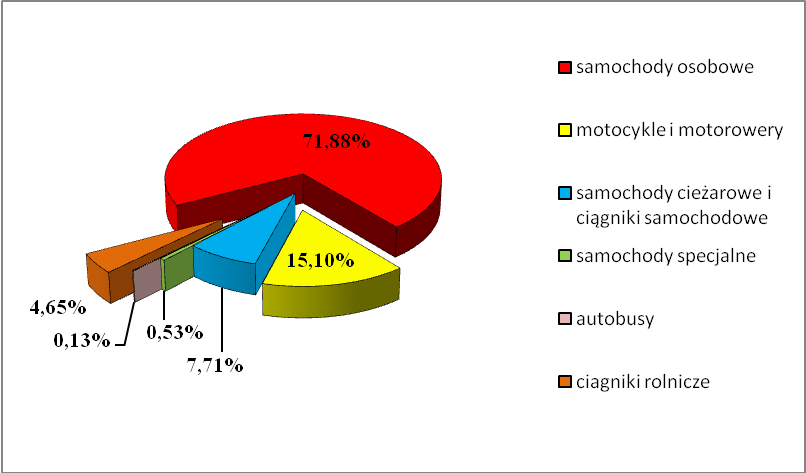 71,88%
15,10%
4,65%
0,13%
0,53%
7,71%
samochody osobowe
motocykle i motorowery
samochody cieżarowe i
ciągniki samochodowe
samochody specjalne
autobusy
ciagniki rolnicze